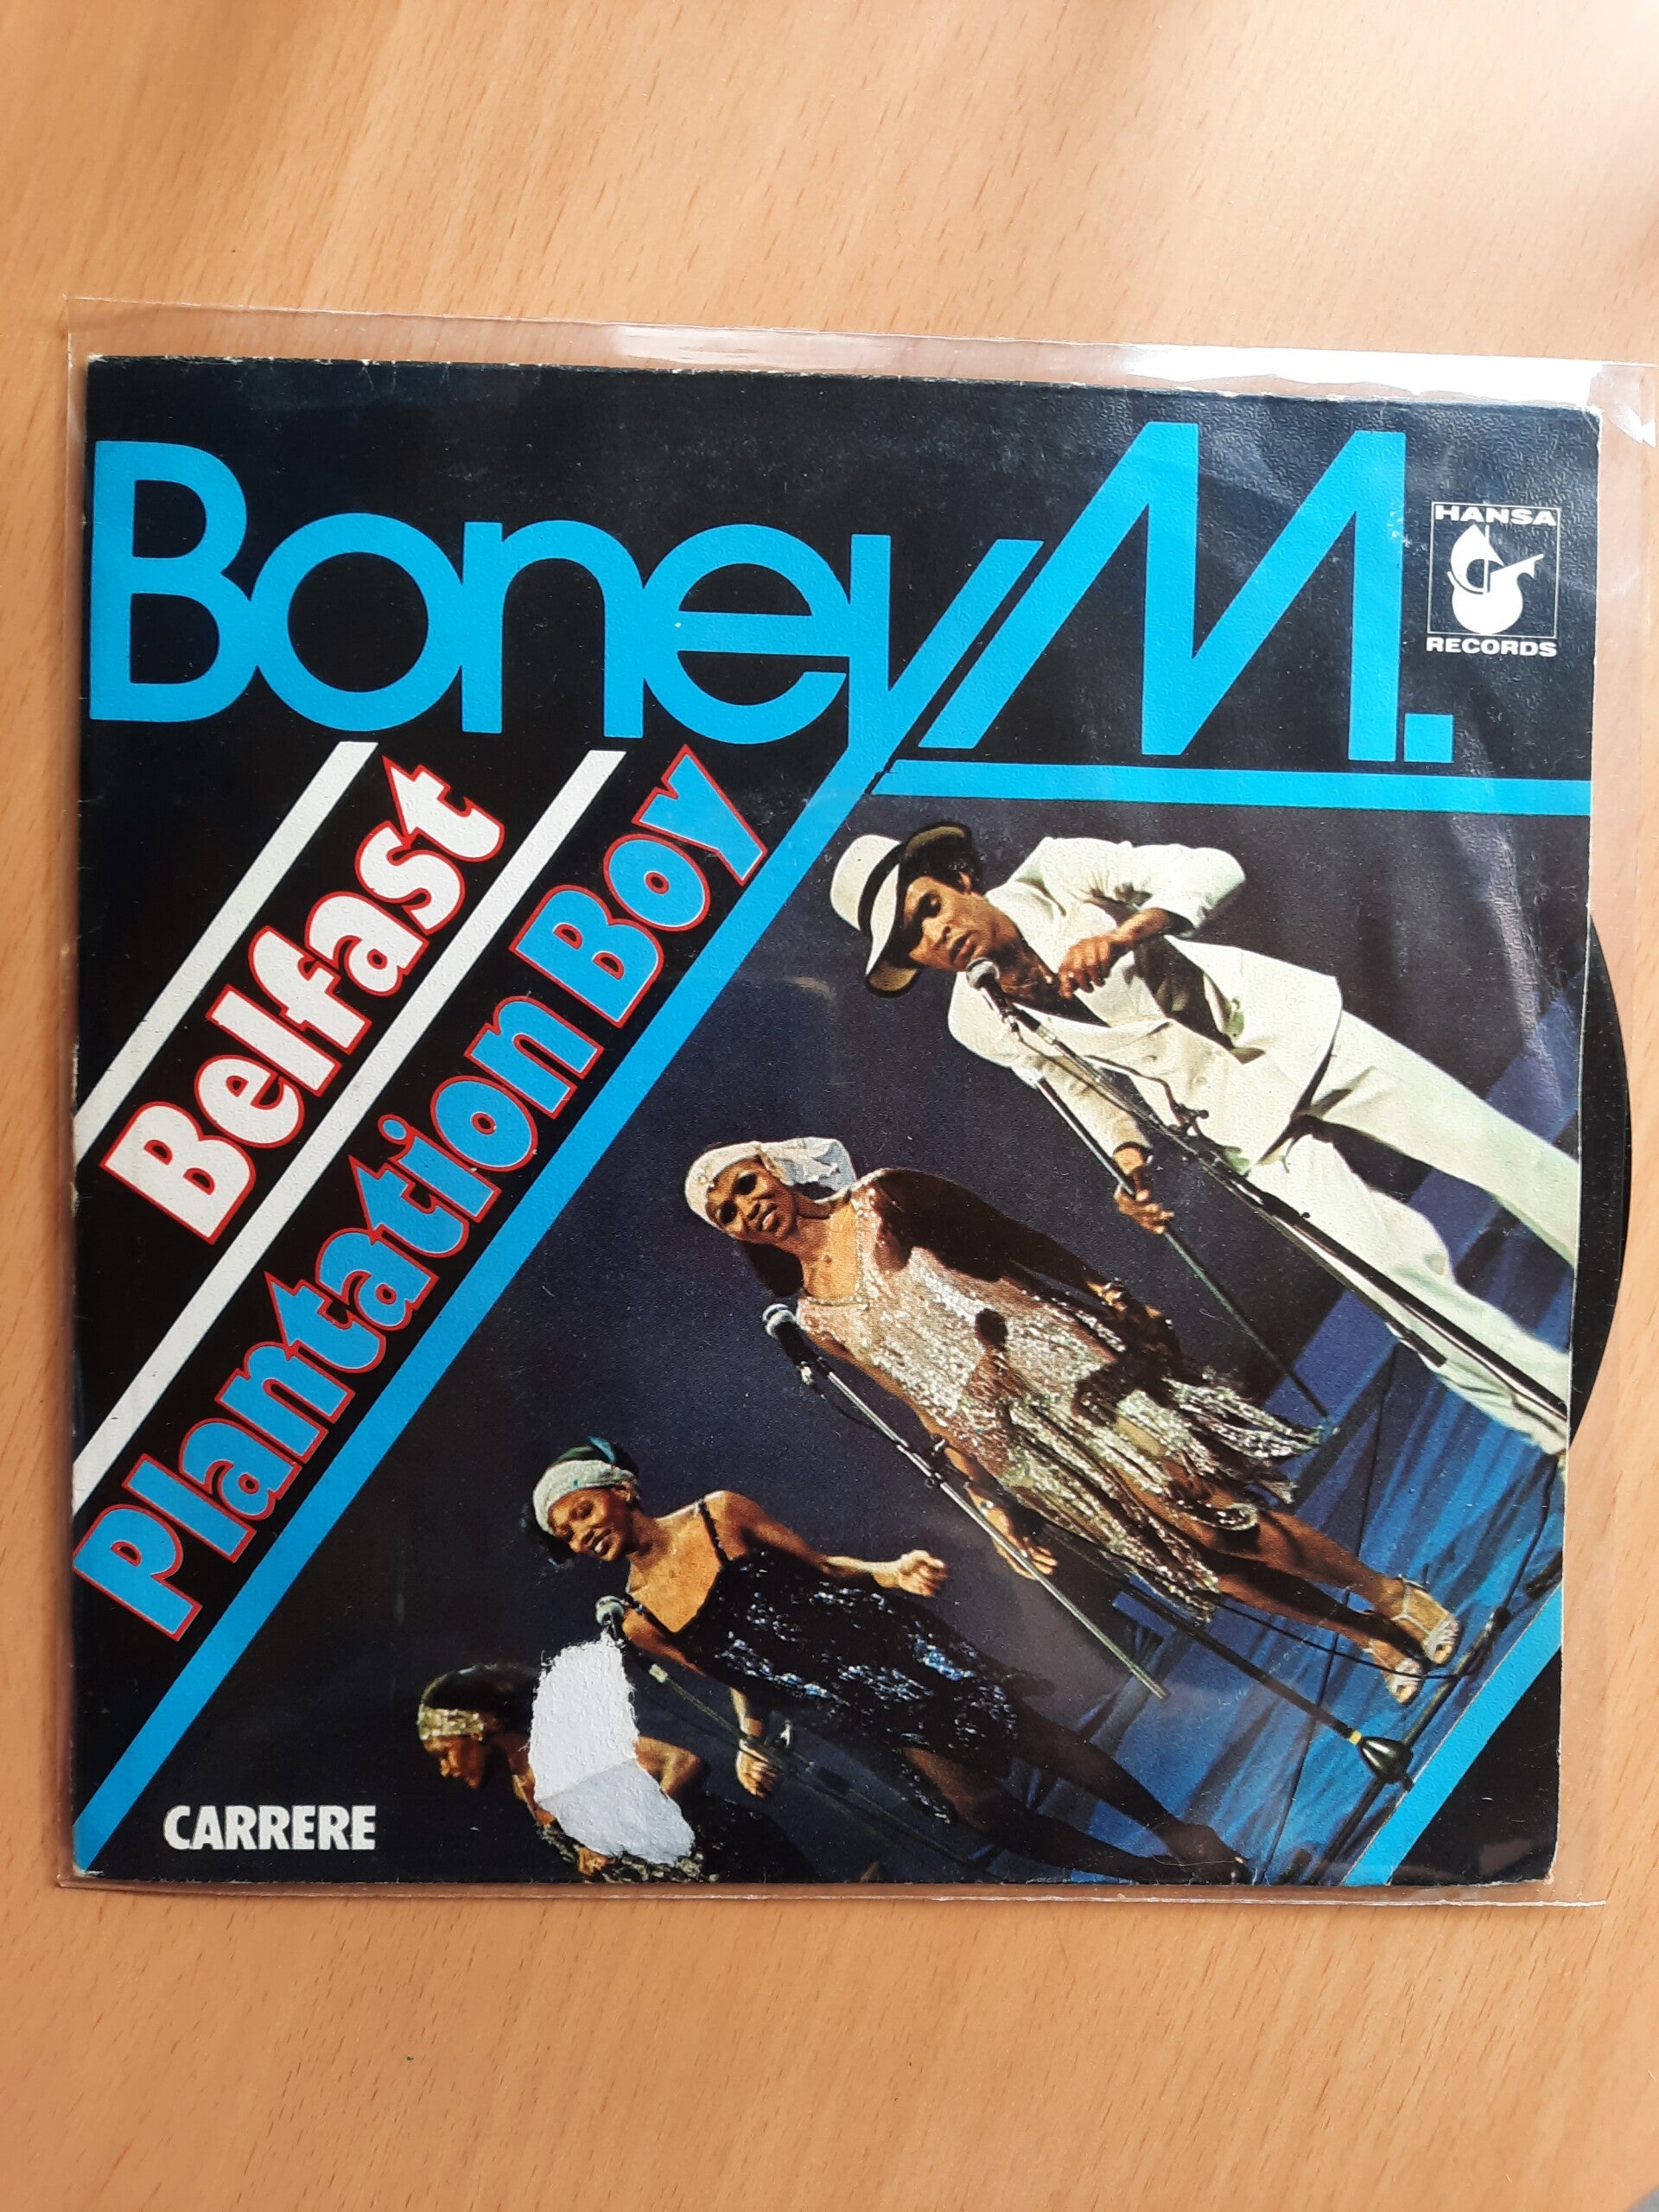 Boney M.
HANSA
RECORDS
Belfast
Plantation Boy
CARRERE